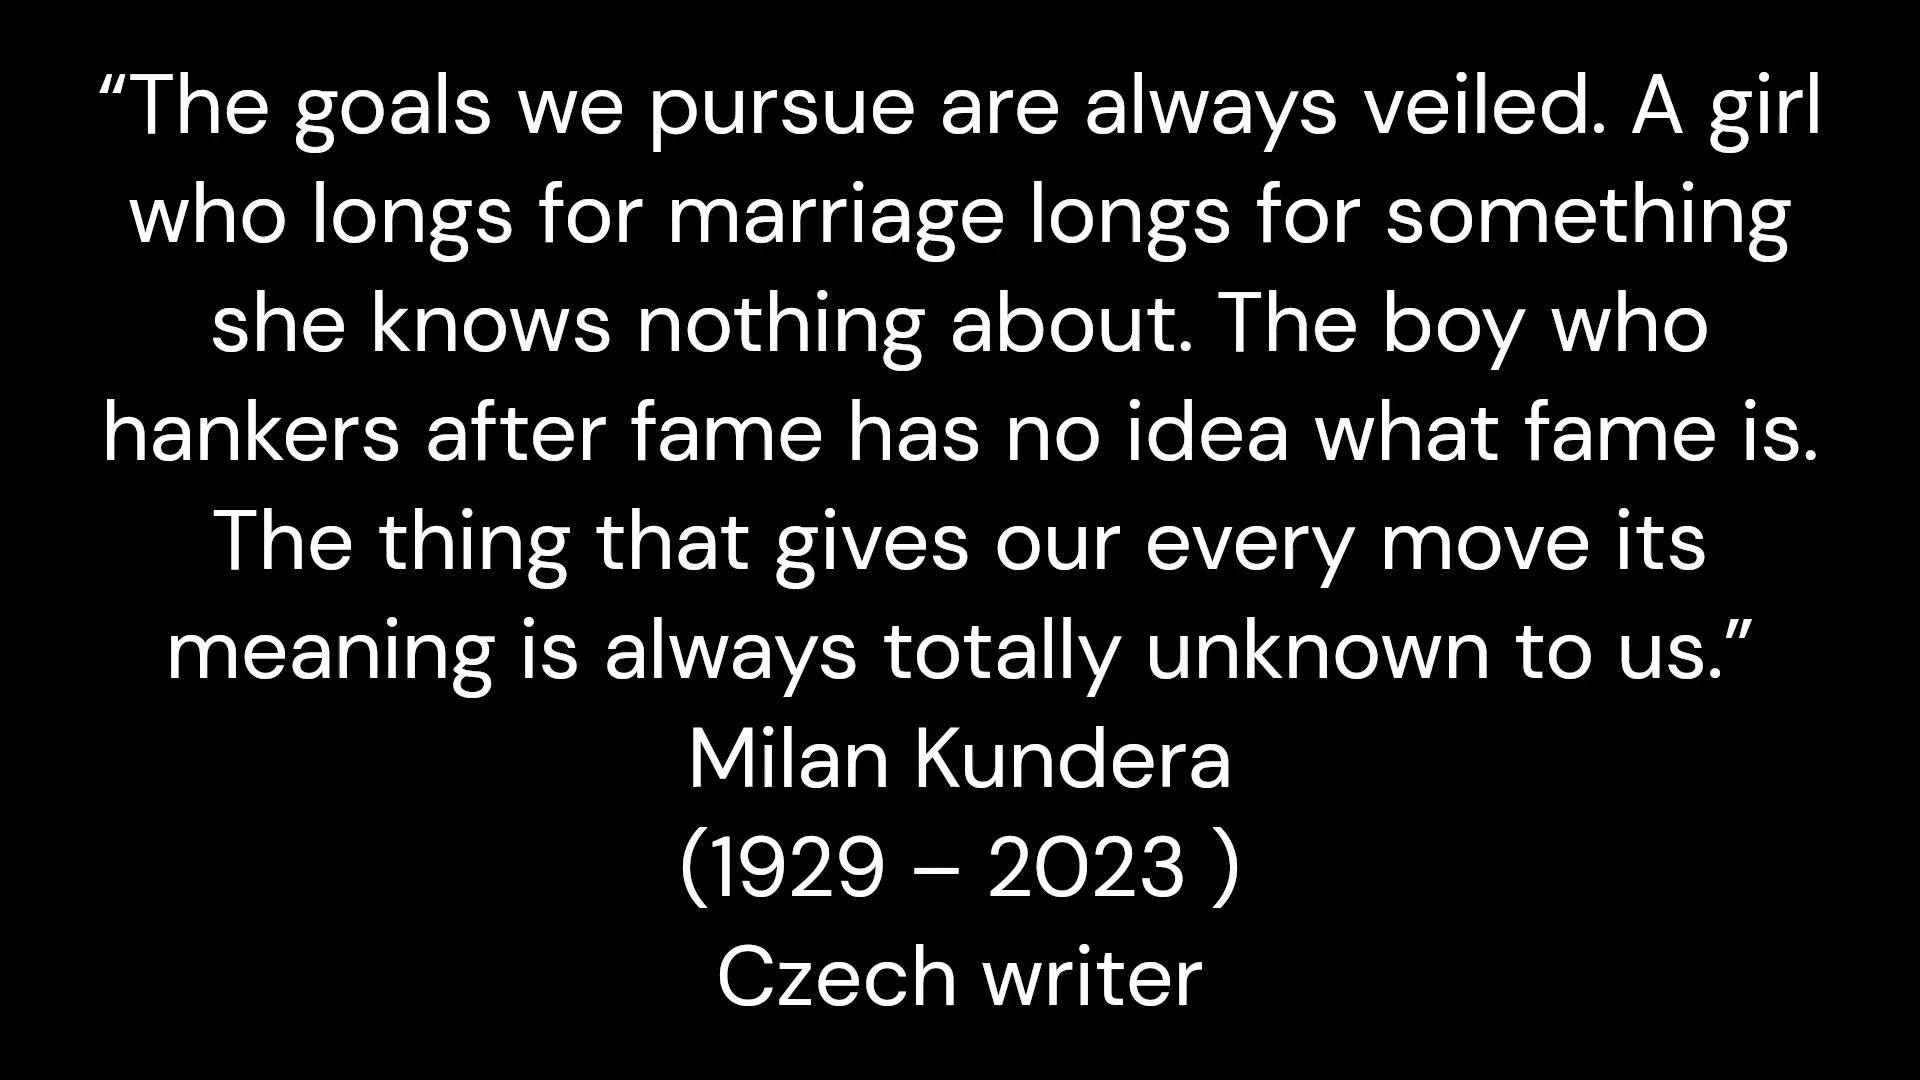 “The goals we pursue are always veiled. A girl
who longs for marriage longs for something
she knows nothing about. The boy who
hankers after fame has no idea what fame is.
The thing that gives our every move its
meaning is always totally unknown to us.”
Milan Kundera
(1929 – 2023 )
Czech writer